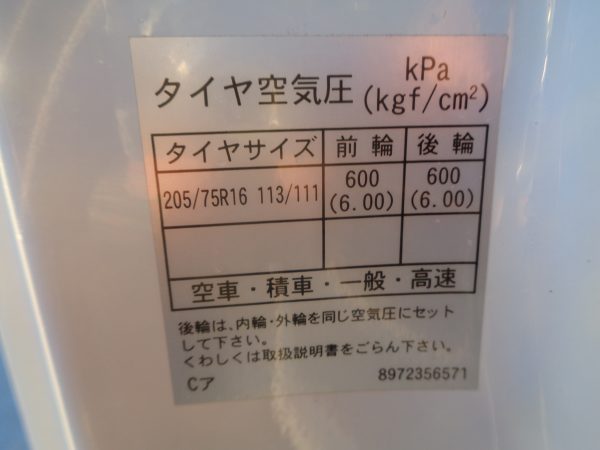 タイヤ空気圧 kPa
(kgf/cm²)
タイヤサイズ 前輪 後輪
205/75R16 113/111 600 600
(6.00) (6.00)
空車・積車・一般・高速
後輪は、内輪・外輪を同じ空気圧にセット
して下さい。
くわしくは取扱説明書をごらん下さい。
Cア 8972356571